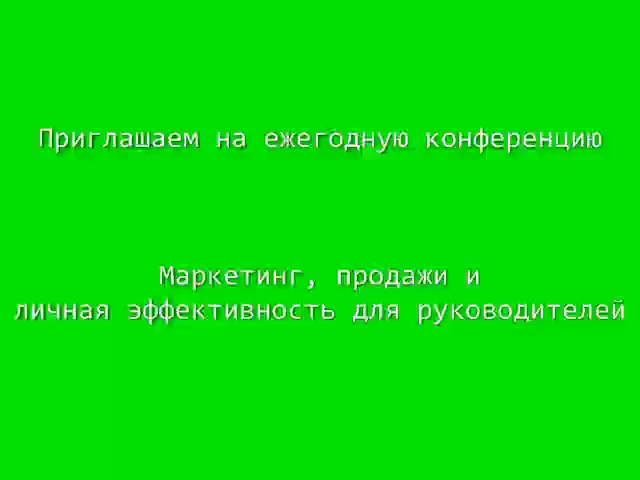 Приглашаем на ежегодную конференцию
Маркетинг, продажи и
личная эффективность для руководителей